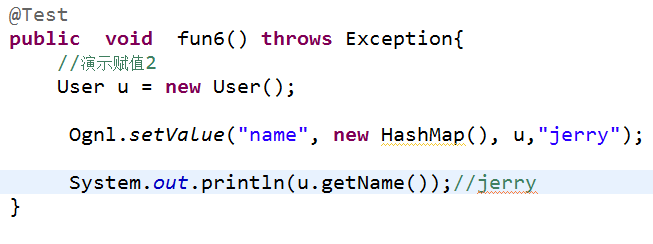 @Test
public void fun6() throws Exception{
//演示赋值2
User u = new User();
Ognl.setValue("name", new HashMap(), u,"jerry");
System.out.println(u.getName());//jerry
}